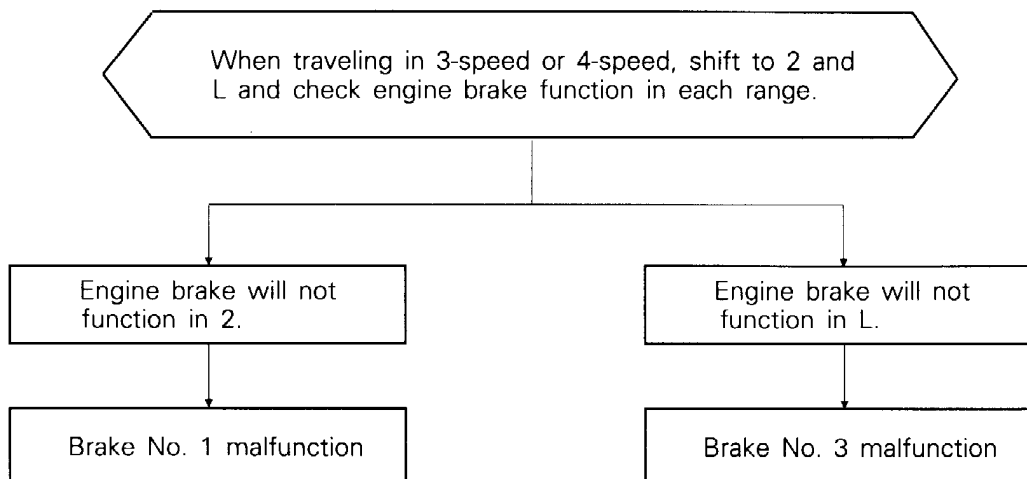 When traveling in 3-speed or 4-speed, shift to 2 and
L and check engine brake function in each range.
Engine brake will not
function in 2.
Engine brake will not
function in L.
Brake No. 1 malfunction
Brake No. 3 malfunction